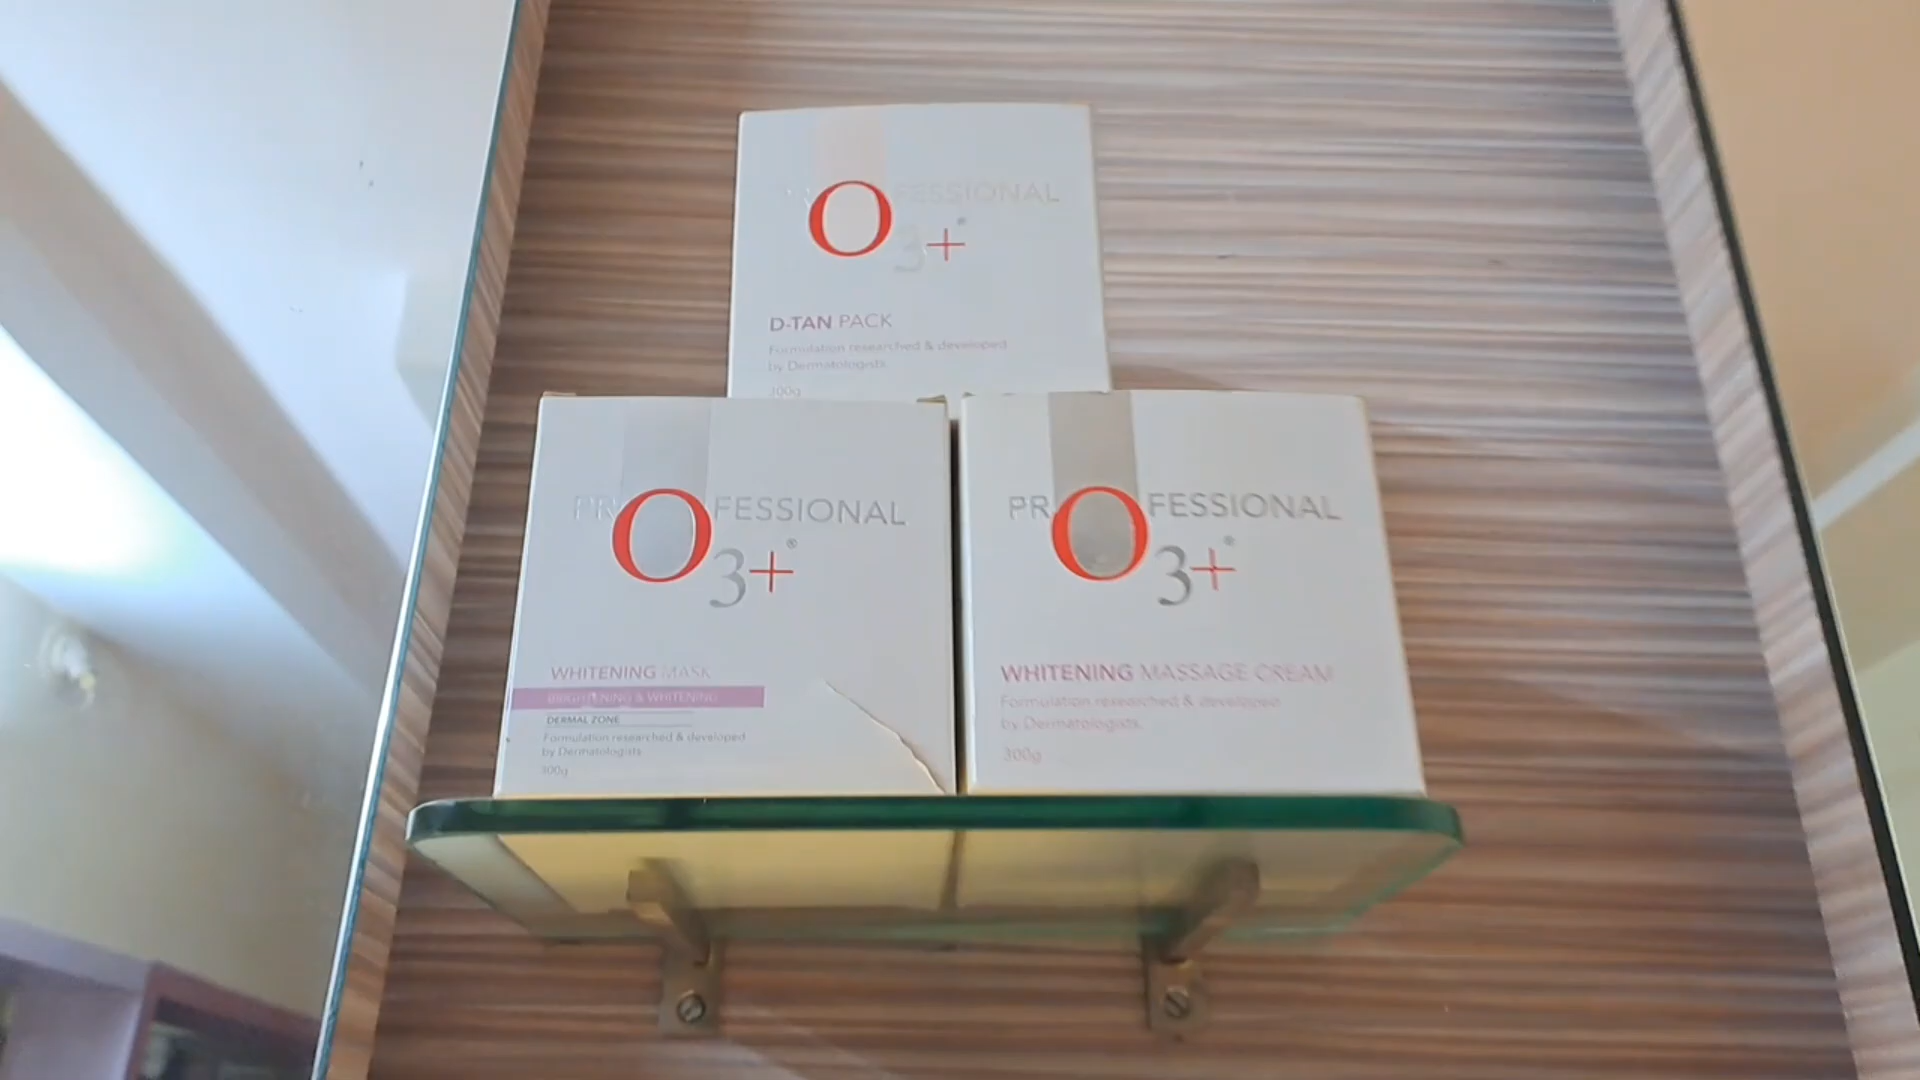 PROFESSIONAL
O3+®
D-TAN PACK
Formulation researched & developed
by Dermatologists
300g
PROFESSIONAL
O3+®
WHITENING MASK
BRIGHTENING & WHITENING
DERMAL ZONE
Formulation researched & developed
by Dermatologists
300g
PROFESSIONAL
O3+®
WHITENING MASSAGE CREAM
Formulation researched & developed
by Dermatologists.
300g